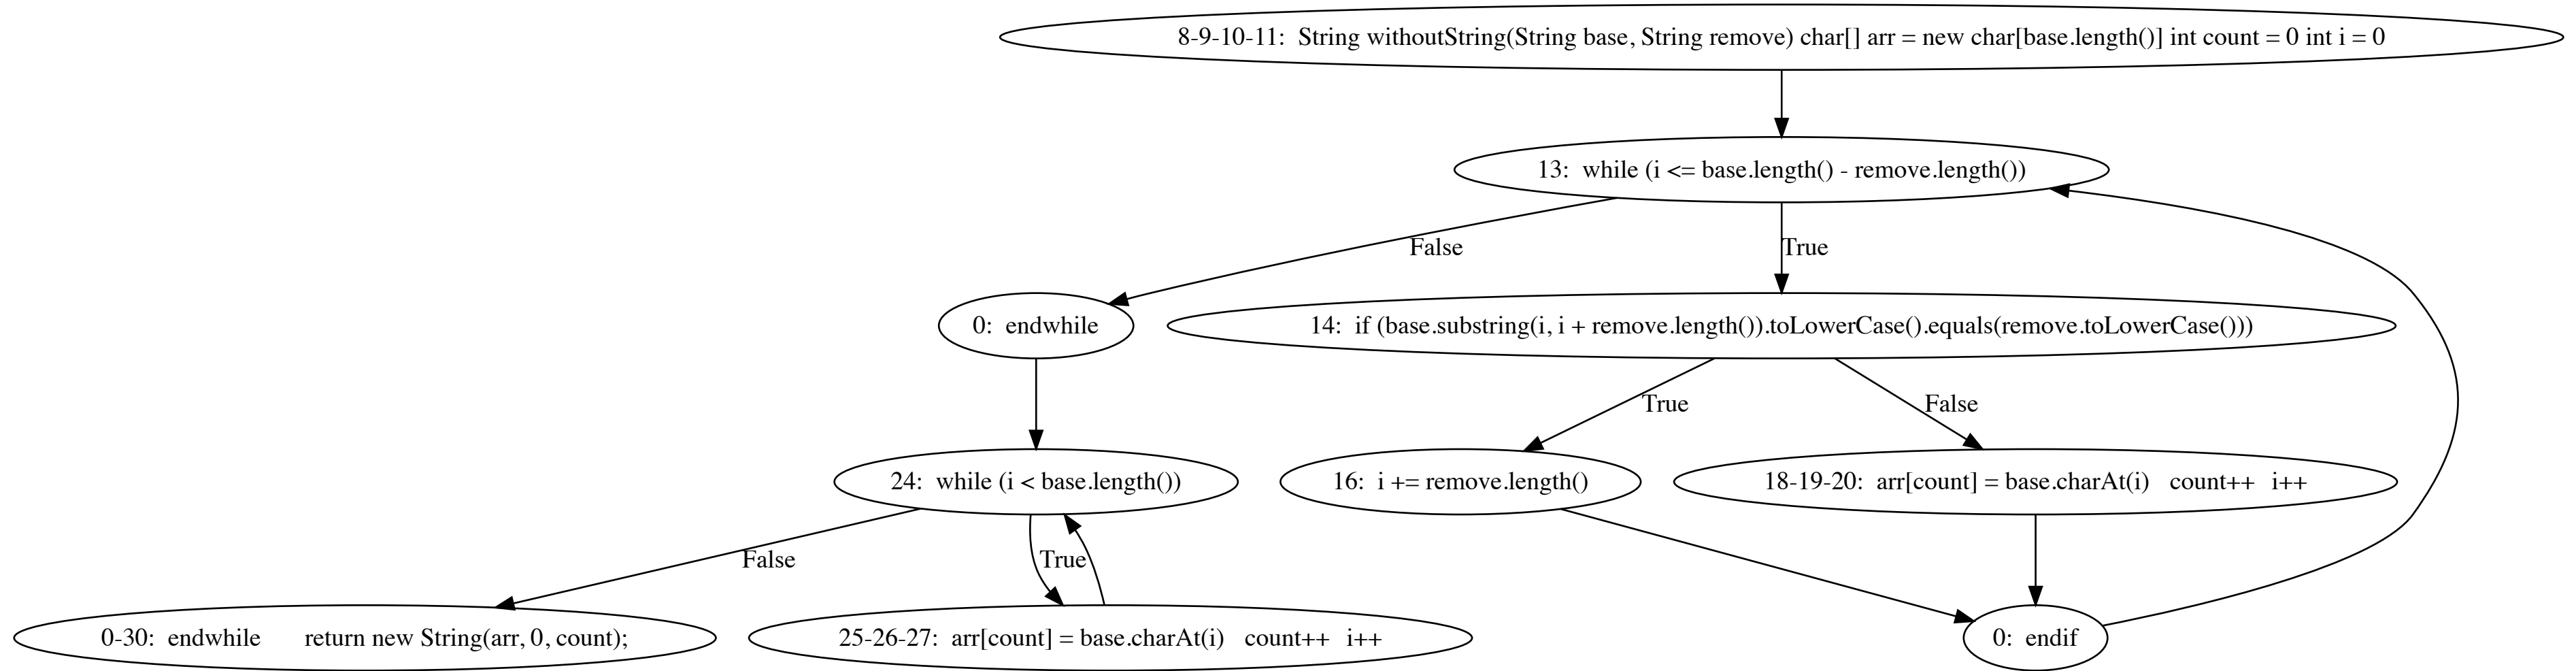 8-9-10-11:  String withoutString(String base, String remove) char[] arr = new char[base.length()] int count = 0 int i = 0
13:  while (i <= base.length() - remove.length())
False
True
0:  endwhile
14:  if (base.substring(i, i + remove.length()).toLowerCase().equals(remove.toLowerCase()))
True
False
24:  while (i < base.length())
16:  i += remove.length()
18-19-20:  arr[count] = base.charAt(i)   count++   i++
False
True
0-30:  endwhile      return new String(arr, 0, count);
25-26-27:  arr[count] = base.charAt(i)   count++   i++
0:  endif